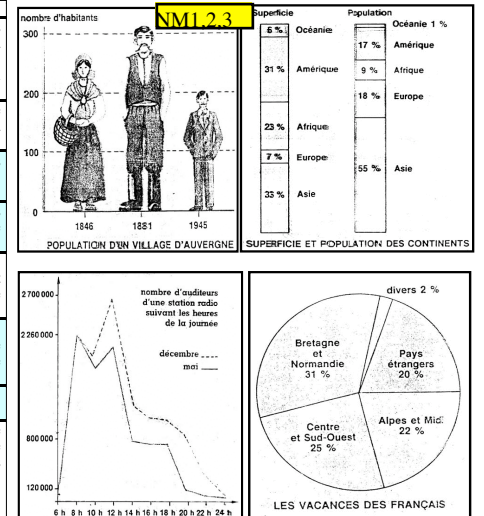 nombre d'habitants
NM1.2.3
300
200
100
0
1846
1881
1945
POPULATION D'UN VILLAGE D'AUVERGNE
Superficie
Population
6 %
Océanie
31 %
Amérique
23 %
Afrique
7 %
Europe
33 %
Asie
Océanie 1 %
17 %
Amérique
9 %
Afrique
18 %
Europe
55 %
Asie
SUPERFICIE ET POPULATION DES CONTINENTS
nombre d'auditeurs
d'une station radio
suivant les heures
de la journée
décembre
mai
2 700 000
2 260 000
800 000
120 000
6 h 8 h 10 h 12 h 14 h 16 h 18 h 20 h 22 h 24 h
divers 2 %
Bretagne
et
Normandie
31 %
Pays
étrangers
20 %
Centre
et Sud-Ouest
25 %
Alpes et Midi
22 %
LES VACANCES DES FRANÇAIS